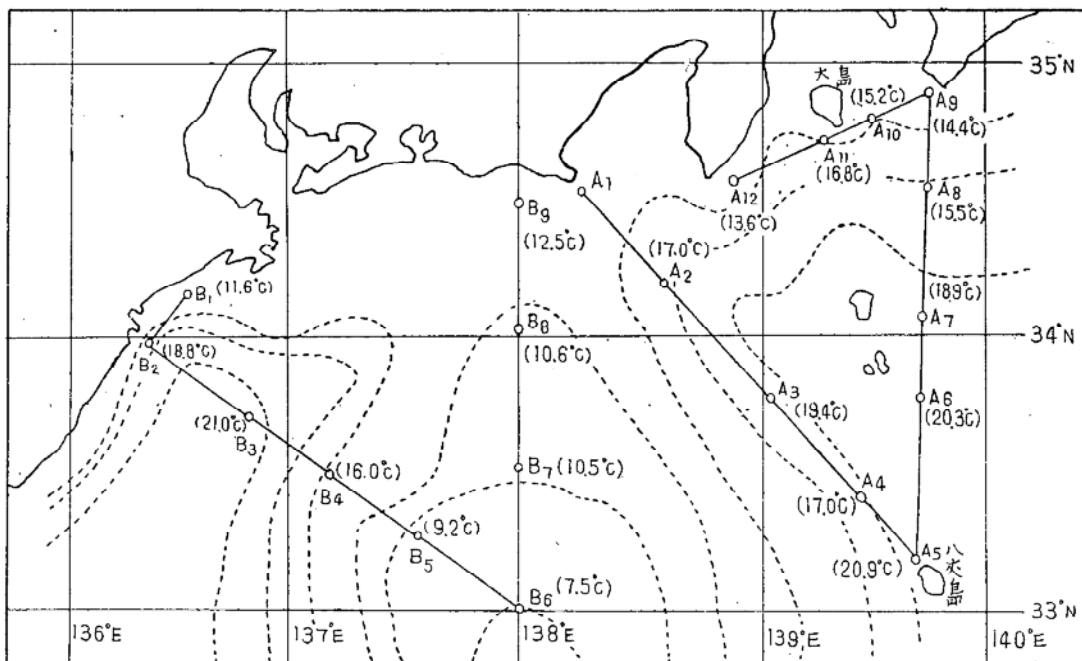 35°N
大島
(15.2°C)
A9
(14.4°C)
A10
A11
(16.8°C)
A12
(13.6°C)
A8
(15.5°C)
A1
B9
(12.5°C)
(17.0°C)
A2
(18.9°C)
A7
B1 (11.6°C)
34°N
B8
(10.6°C)
(18.8°C)
B2
A3
(19.4°C)
A6
(20.3°C)
(21.0°C)
B3
B7 (10.5°C)
(16.0°C)
B4
A4
(17.0°C)
(9.2°C)
B5
A5
(20.9°C)
八丈島
B6
(7.5°C)
33°N
136°E
137°E
138°E
139°E
140°E